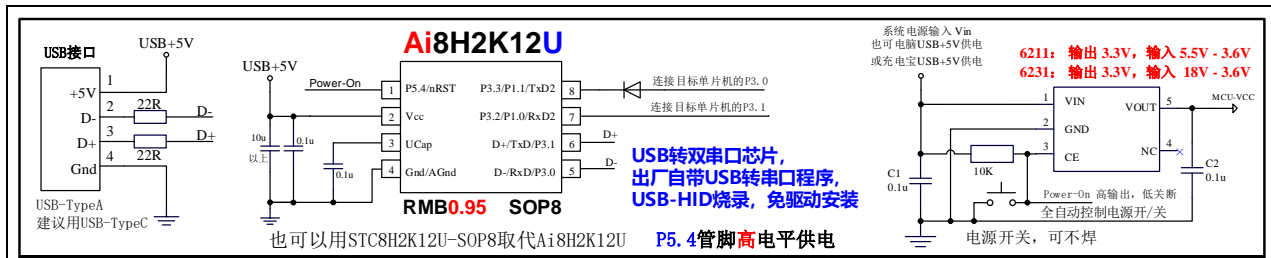 USB接口
USB+5V
1
+5V
2
22R
D-
D-
3
D+
D+
4
22R
Gnd
USB-TypeA
建议用USB-TypeC
Ai8H2K12U
USB+5V
Power-On
1
P5.4/nRST
P3.3/P1.1/TxD2
8
连接目标单片机的P3.0
2
Vcc
P3.2/P1.0/RxD2
7
连接目标单片机的P3.1
10u
以上
0.1u
3
UCap
D+/TxD/P3.1
6
D+
0.1u
4
Gnd/AGnd
D-/RxD/P3.0
5
D-
RMB0.95 SOP8
USB转双串口芯片，
出厂自带USB转串口程序，
USB-HID烧录，免驱动安装
也可以用STC8H2K12U-SOP8取代Ai8H2K12U
P5.4管脚高电平供电
系统电源输入 Vin
也可电脑USB+5V供电
或充电宝USB+5V供电
6211： 输出 3.3V，输入 5.5V - 3.6V
6231： 输出 3.3V，输入 18V - 3.6V
1
VIN
VOUT
5
MCU-VCC
2
GND
3
CE
NC
4
C1
0.1u
10K
C2
0.1u
Power-On 高输出，低关断
全自动控制电源开/关
电源开关，可不焊